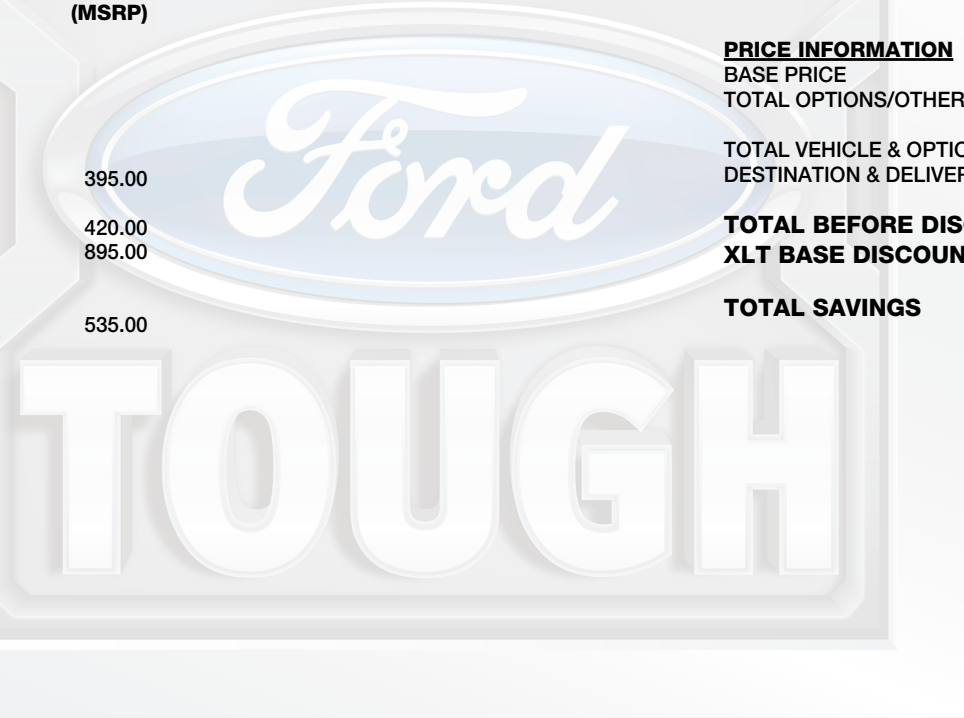 (MSRP)
395.00
420.00
895.00
535.00
PRICE INFORMATION
BASE PRICE
TOTAL OPTIONS/OTHER
TOTAL VEHICLE & OPTIO
DESTINATION & DELIVER
TOTAL BEFORE DIS
XLT BASE DISCOUN
TOTAL SAVINGS
Ford
TOUGH